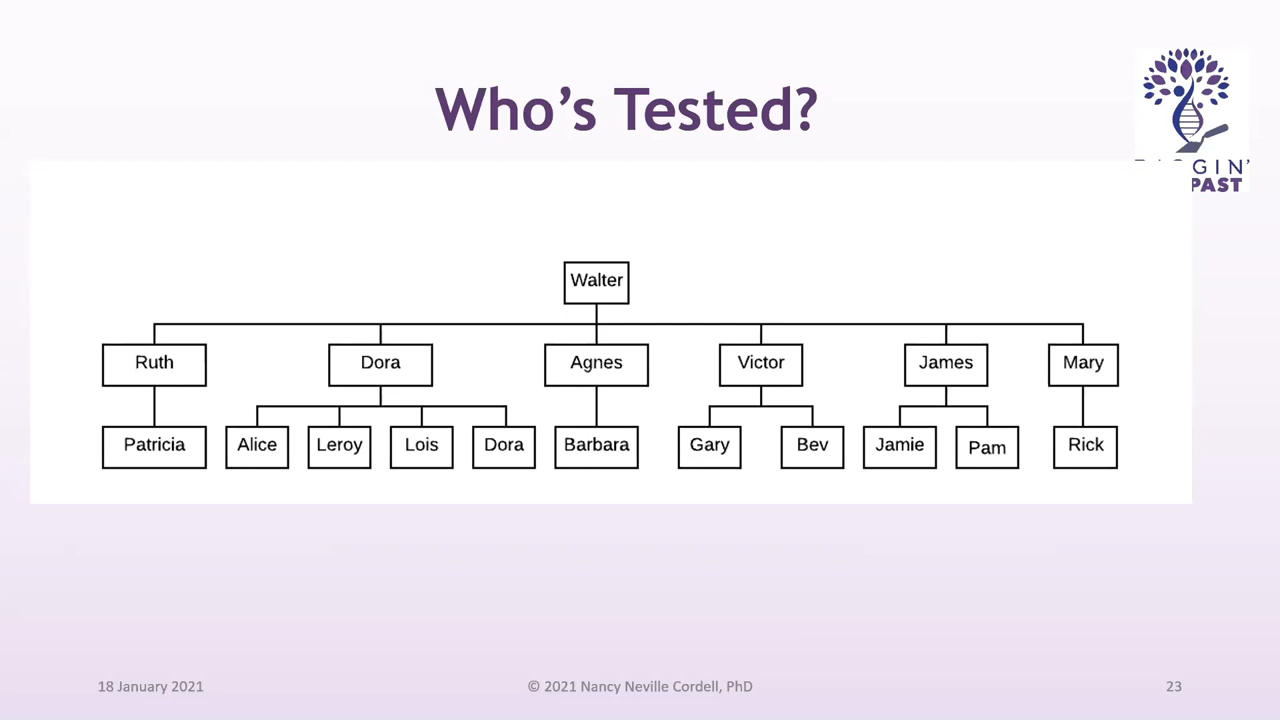 Who's Tested?
GIN'
PAST
Walter
Ruth Dora Agnes Victor James Mary
Patricia Alice Leroy Lois Dora Barbara Gary Bev Jamie Pam Rick
18 January 2021 © 2021 Nancy Neville Cordell, PhD 23